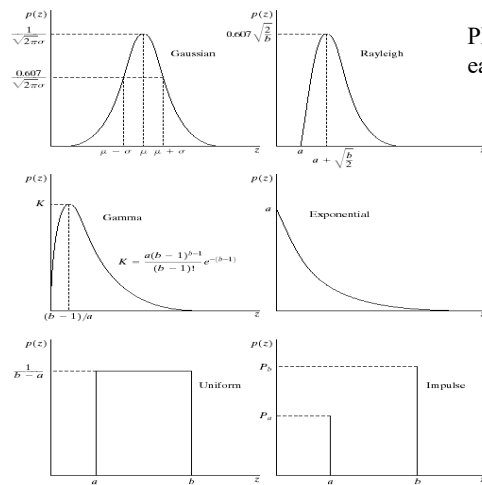 p(z)
1/√2πσ
0.607/√2πσ
Gaussian
μ − σ μ μ + σ z
p(z)
0.607 √2/b
Rayleigh
a
a + √b/2
z
p(z)
K
Gamma
K = a(b − 1)^b−1/(b − 1)! e^−(b−1)
(b − 1)/a z
p(z)
a
Exponential
z
p(z)
1/b − a
Uniform
a b z
p(z)
P_b
Impulse
P_a
a b z